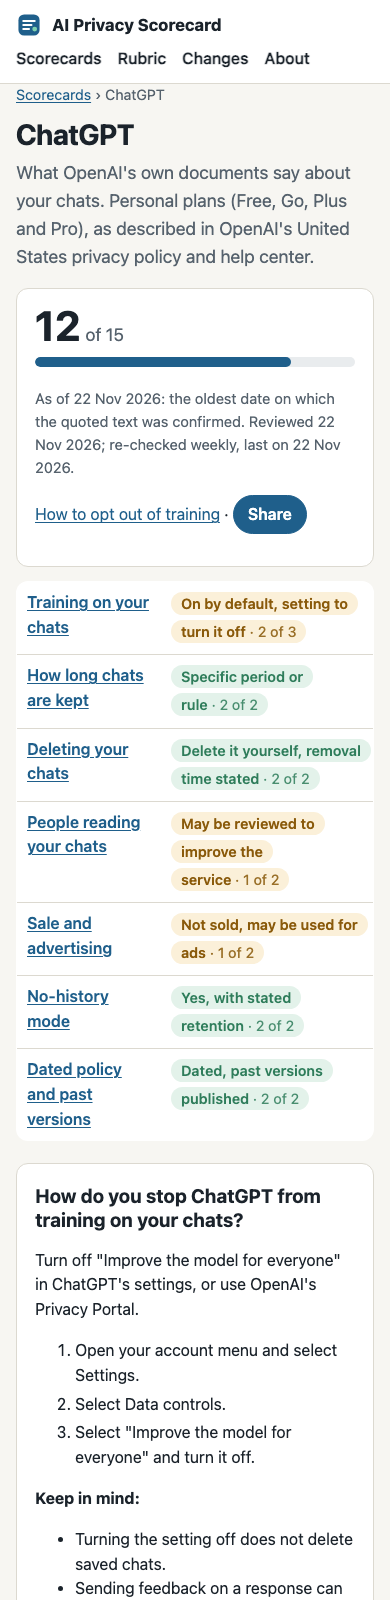 AI Privacy Scorecard
Scorecards Rubric Changes About
Scorecards › ChatGPT
ChatGPT
What OpenAI's own documents say about
your chats. Personal plans (Free, Go, Plus
and Pro), as described in OpenAI's United
States privacy policy and help center.
12 of 15
As of 22 Nov 2026: the oldest date on which
the quoted text was confirmed. Reviewed 22
Nov 2026; re-checked weekly, last on 22 Nov
2026.
How to opt out of training · Share
Training on your
chats
On by default, setting to
turn it off · 2 of 3
How long chats
are kept
Specific period or
rule · 2 of 2
Deleting your
chats
Delete it yourself, removal
time stated · 2 of 2
People reading
your chats
May be reviewed to
improve the
service · 1 of 2
Sale and
advertising
Not sold, may be used for
ads · 1 of 2
No-history
mode
Yes, with stated
retention · 2 of 2
Dated policy
and past
versions
Dated, past versions
published · 2 of 2
How do you stop ChatGPT from
training on your chats?
Turn off "Improve the model for everyone"
in ChatGPT's settings, or use OpenAI's
Privacy Portal.
1. Open your account menu and select
Settings.
2. Select Data controls.
3. Select "Improve the model for
everyone" and turn it off.
Keep in mind:
• Turning the setting off does not delete
saved chats.
• Sending feedback on a response can